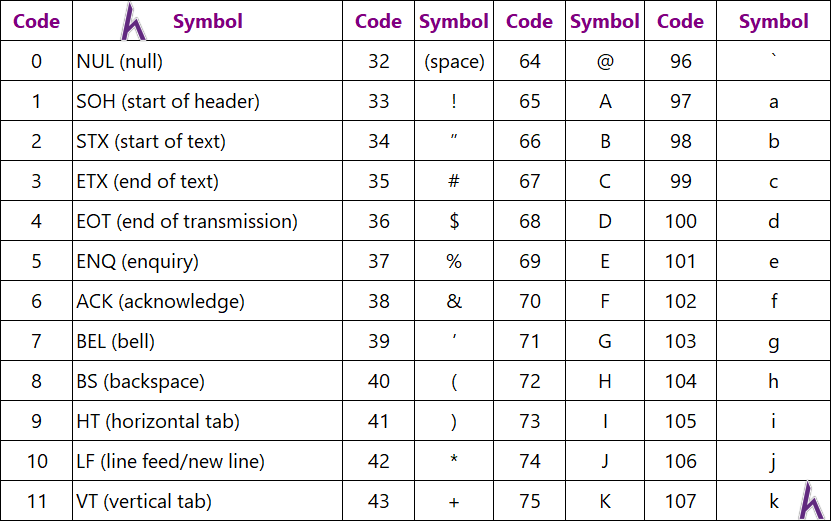 Code Symbol Code Symbol Code Symbol Code Symbol
0 NUL (null) 32 (space) 64 @ 96 `
1 SOH (start of header) 33 ! 65 A 97 a
2 STX (start of text) 34 " 66 B 98 b
3 ETX (end of text) 35 # 67 C 99 c
4 EOT (end of transmission) 36 $ 68 D 100 d
5 ENQ (enquiry) 37 % 69 E 101 e
6 ACK (acknowledge) 38 & 70 F 102 f
7 BEL (bell) 39 ′ 71 G 103 g
8 BS (backspace) 40 ( 72 H 104 h
9 HT (horizontal tab) 41 ) 73 I 105 i
10 LF (line feed/new line) 42 * 74 J 106 j
11 VT (vertical tab) 43 + 75 K 107 k